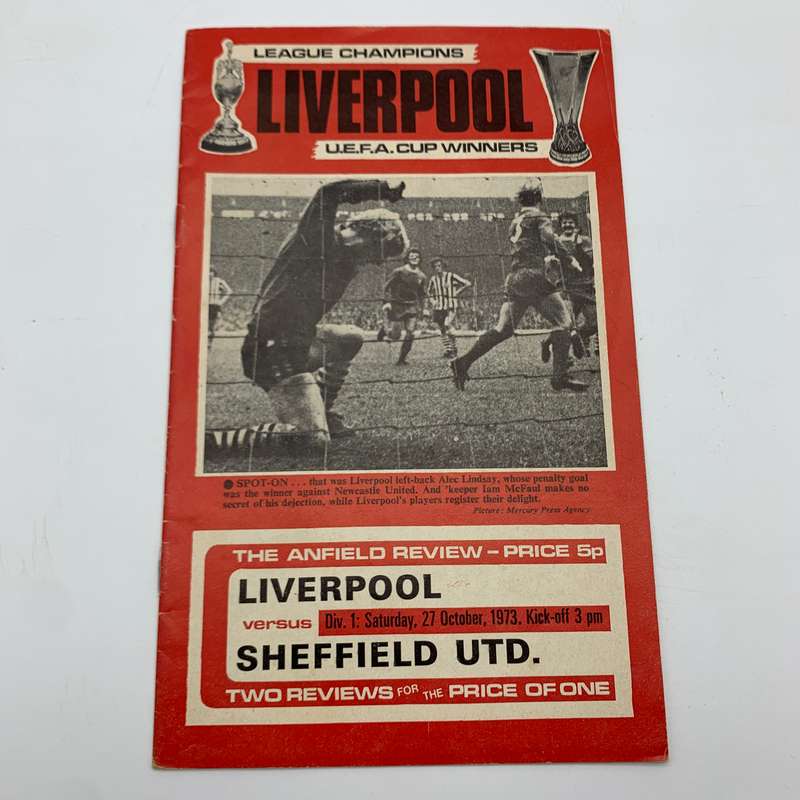 LEAGUE CHAMPIONS
LIVERPOOL
U.E.F.A. CUP WINNERS
● SPOT-ON . . . that was Liverpool left-back Alec Lindsay, whose penalty goal
was the winner against Newcastle United. And 'keeper Iam McFaul makes no
secret of his dejection, while Liverpool's players register their delight.
Picture: Mercury Press Agency
THE ANFIELD REVIEW – PRICE 5p
LIVERPOOL
versus Div. 1: Saturday, 27 October, 1973. Kick-off 3 pm
SHEFFIELD UTD.
TWO REVIEWS FOR THE PRICE OF ONE